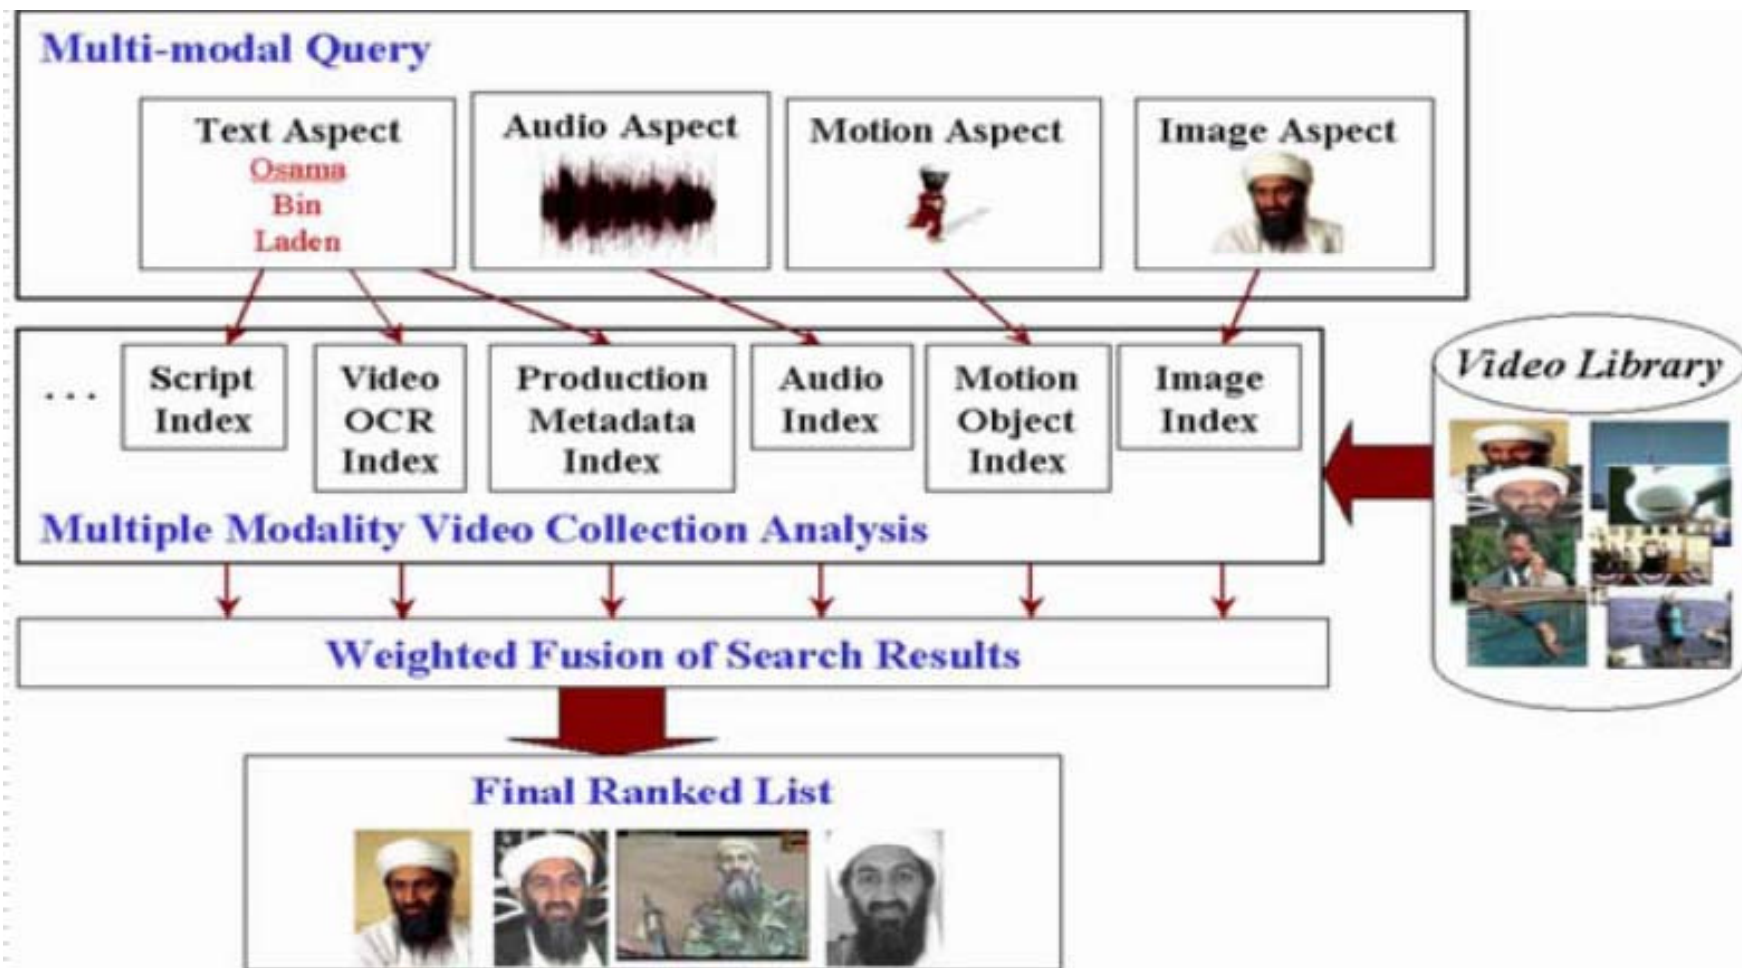 Multi-modal Query
Text Aspect
Osama
Bin
Laden
Audio Aspect
Motion Aspect
Image Aspect
...
Script
Index
Video
OCR
Index
Production
Metadata
Index
Audio
Index
Motion
Object
Index
Image
Index
Multiple Modality Video Collection Analysis
Video Library
Weighted Fusion of Search Results
Final Ranked List